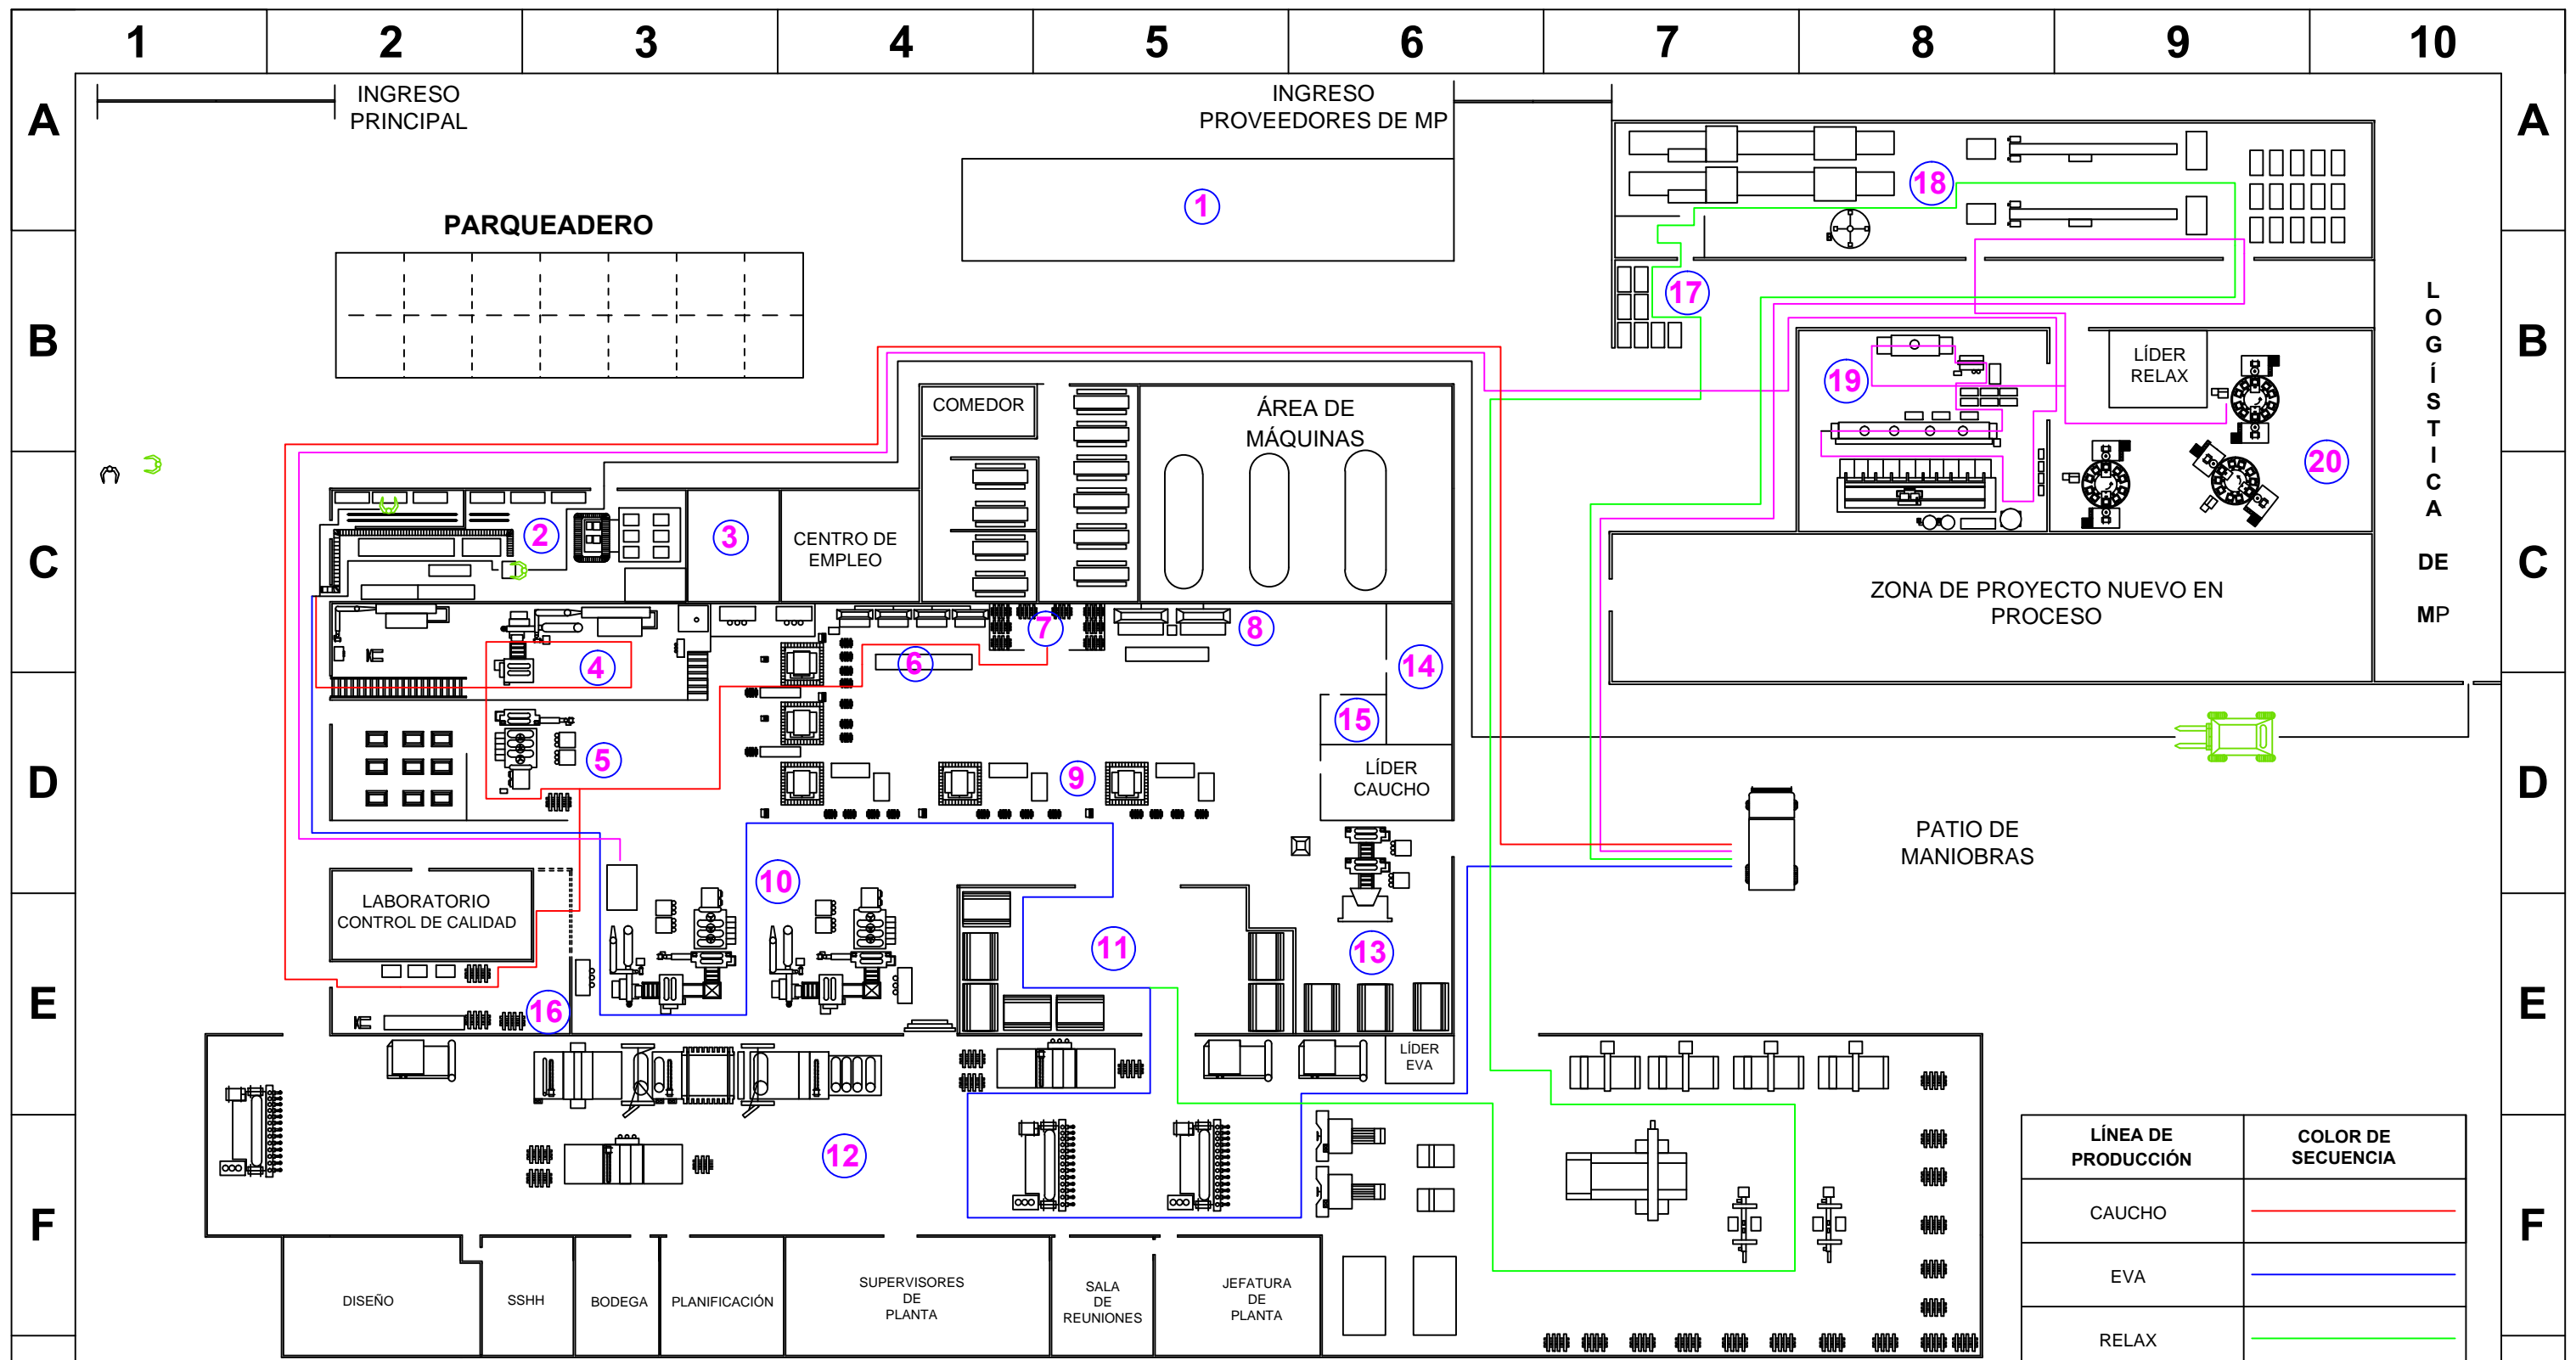 1 2 3 4 5 6 7 8 9 10
A
A
INGRESO
PRINCIPAL
INGRESO
PROVEEDORES DE MP
1
18
PARQUEADERO
17
B
B
LÍDER
RELAX
19
20
COMEDOR
ÁREA DE
MÁQUINAS
L
O
G
Í
S
T
I
C
A
DE
MP
C
C
2
3
CENTRO DE
EMPLEO
ZONA DE PROYECTO NUEVO EN
PROCESO
4
6
7
8
14
15
5
9
D
D
LÍDER
CAUCHO
PATIO DE
MANIOBRAS
10
LABORATORIO
CONTROL DE CALIDAD
11
13
E
E
16
LÍDER
EVA
12
F
F
LÍNEA DE
PRODUCCIÓN
COLOR DE
SECUENCIA
CAUCHO
EVA
RELAX
DISEÑO
SSHH
BODEGA
PLANIFICACIÓN
SUPERVISORES
DE
PLANTA
SALA
DE
REUNIONES
JEFATURA
DE
PLANTA